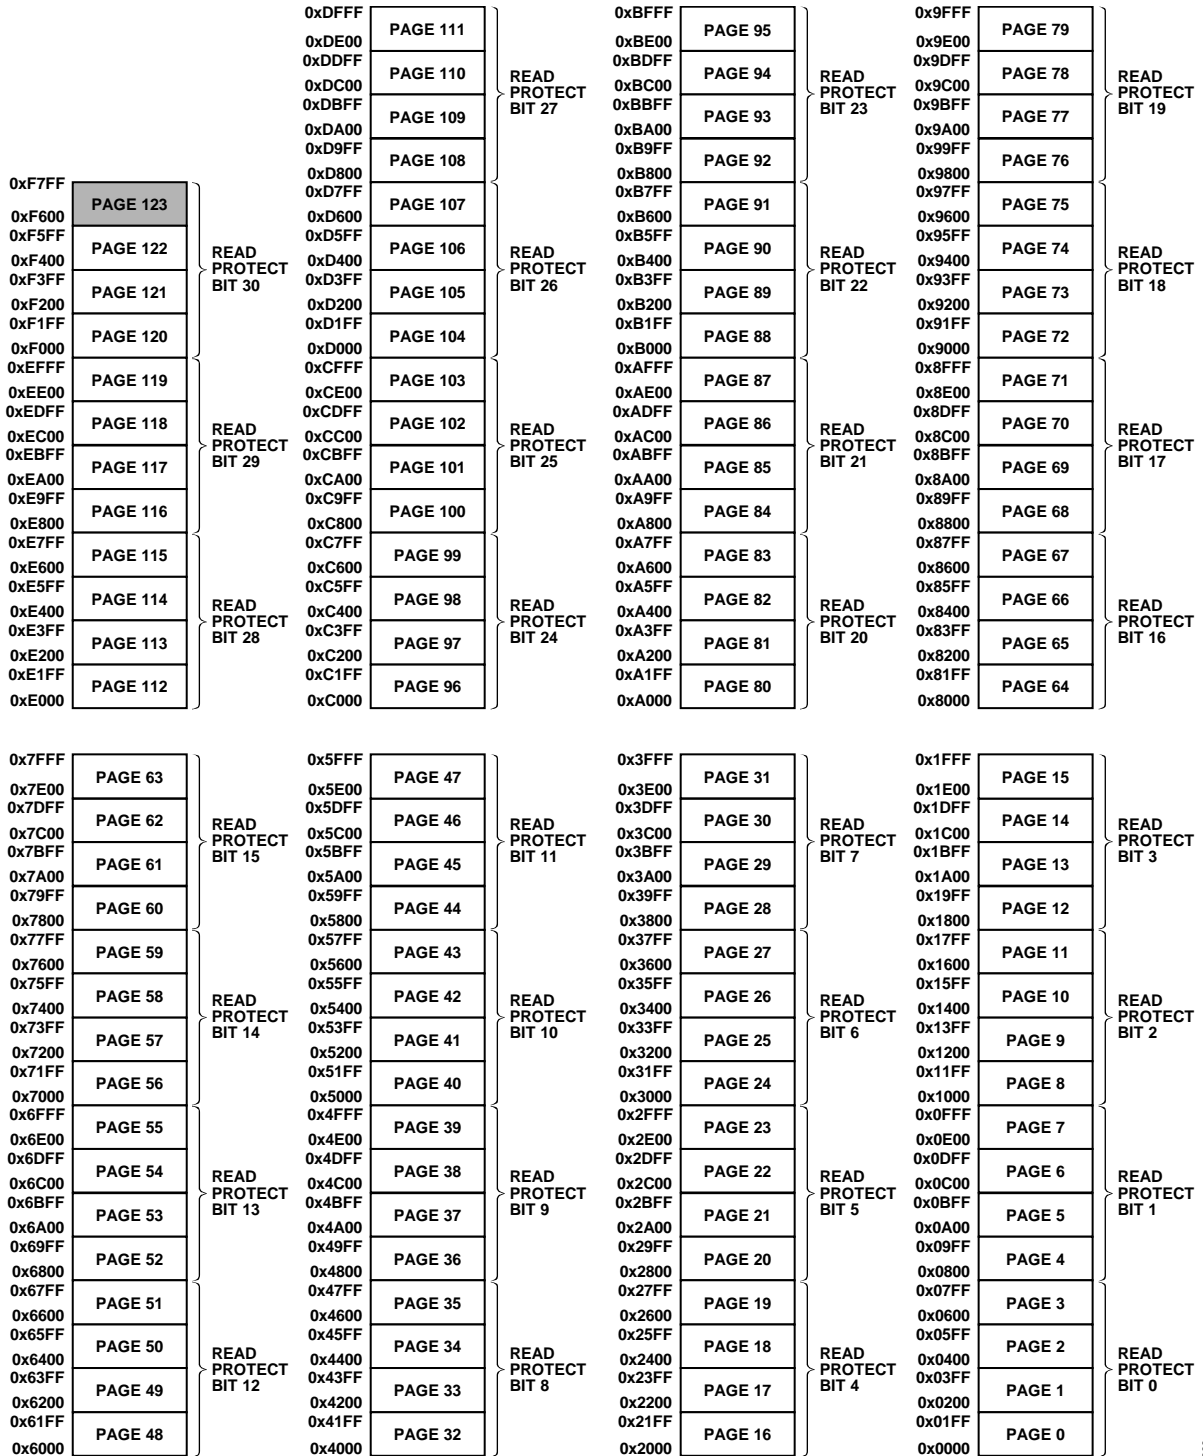 0xF7FF
PAGE 123
0xF600
0xF5FF
PAGE 122
0xF400
0xF3FF
PAGE 121
0xF200
0xF1FF
PAGE 120
0xF000
READ
PROTECT
BIT 30
0xEFFF
PAGE 119
0xEE00
0xEDFF
PAGE 118
0xEC00
0xEBFF
PAGE 117
0xEA00
0xE9FF
PAGE 116
0xE800
READ
PROTECT
BIT 29
0xE7FF
PAGE 115
0xE600
0xE5FF
PAGE 114
0xE400
0xE3FF
PAGE 113
0xE200
0xE1FF
PAGE 112
0xE000
READ
PROTECT
BIT 28
0xDFFF
PAGE 111
0xDE00
0xDDFF
PAGE 110
0xDC00
0xDBFF
PAGE 109
0xDA00
0xD9FF
PAGE 108
0xD800
READ
PROTECT
BIT 27
0xD7FF
PAGE 107
0xD600
0xD5FF
PAGE 106
0xD400
0xD3FF
PAGE 105
0xD200
0xD1FF
PAGE 104
0xD000
READ
PROTECT
BIT 26
0xCFFF
PAGE 103
0xCE00
0xCDFF
PAGE 102
0xCC00
0xCBFF
PAGE 101
0xCA00
0xC9FF
PAGE 100
0xC800
READ
PROTECT
BIT 25
0xC7FF
PAGE 99
0xC600
0xC5FF
PAGE 98
0xC400
0xC3FF
PAGE 97
0xC200
0xC1FF
PAGE 96
0xC000
READ
PROTECT
BIT 24
0xBFFF
PAGE 95
0xBE00
0xBDFF
PAGE 94
0xBC00
0xBBFF
PAGE 93
0xBA00
0xB9FF
PAGE 92
0xB800
READ
PROTECT
BIT 23
0xB7FF
PAGE 91
0xB600
0xB5FF
PAGE 90
0xB400
0xB3FF
PAGE 89
0xB200
0xB1FF
PAGE 88
0xB000
READ
PROTECT
BIT 22
0xAFFF
PAGE 87
0xAE00
0xADFF
PAGE 86
0xAC00
0xABFF
PAGE 85
0xAA00
0xA9FF
PAGE 84
0xA800
READ
PROTECT
BIT 21
0xA7FF
PAGE 83
0xA600
0xA5FF
PAGE 82
0xA400
0xA3FF
PAGE 81
0xA200
0xA1FF
PAGE 80
0xA000
READ
PROTECT
BIT 20
0x9FFF
PAGE 79
0x9E00
0x9DFF
PAGE 78
0x9C00
0x9BFF
PAGE 77
0x9A00
0x99FF
PAGE 76
0x9800
READ
PROTECT
BIT 19
0x97FF
PAGE 75
0x9600
0x95FF
PAGE 74
0x9400
0x93FF
PAGE 73
0x9200
0x91FF
PAGE 72
0x9000
READ
PROTECT
BIT 18
0x8FFF
PAGE 71
0x8E00
0x8DFF
PAGE 70
0x8C00
0x8BFF
PAGE 69
0x8A00
0x89FF
PAGE 68
0x8800
READ
PROTECT
BIT 17
0x87FF
PAGE 67
0x8600
0x85FF
PAGE 66
0x8400
0x83FF
PAGE 65
0x8200
0x81FF
PAGE 64
0x8000
READ
PROTECT
BIT 16
0x7FFF
PAGE 63
0x7E00
0x7DFF
PAGE 62
0x7C00
0x7BFF
PAGE 61
0x7A00
0x79FF
PAGE 60
0x7800
READ
PROTECT
BIT 15
0x77FF
PAGE 59
0x7600
0x75FF
PAGE 58
0x7400
0x73FF
PAGE 57
0x7200
0x71FF
PAGE 56
0x7000
READ
PROTECT
BIT 14
0x6FFF
PAGE 55
0x6E00
0x6DFF
PAGE 54
0x6C00
0x6BFF
PAGE 53
0x6A00
0x69FF
PAGE 52
0x6800
READ
PROTECT
BIT 13
0x67FF
PAGE 51
0x6600
0x65FF
PAGE 50
0x6400
0x63FF
PAGE 49
0x6200
0x61FF
PAGE 48
0x6000
READ
PROTECT
BIT 12
0x5FFF
PAGE 47
0x5E00
0x5DFF
PAGE 46
0x5C00
0x5BFF
PAGE 45
0x5A00
0x59FF
PAGE 44
0x5800
READ
PROTECT
BIT 11
0x57FF
PAGE 43
0x5600
0x55FF
PAGE 42
0x5400
0x53FF
PAGE 41
0x5200
0x51FF
PAGE 40
0x5000
READ
PROTECT
BIT 10
0x4FFF
PAGE 39
0x4E00
0x4DFF
PAGE 38
0x4C00
0x4BFF
PAGE 37
0x4A00
0x49FF
PAGE 36
0x4800
READ
PROTECT
BIT 9
0x47FF
PAGE 35
0x4600
0x45FF
PAGE 34
0x4400
0x43FF
PAGE 33
0x4200
0x41FF
PAGE 32
0x4000
READ
PROTECT
BIT 8
0x3FFF
PAGE 31
0x3E00
0x3DFF
PAGE 30
0x3C00
0x3BFF
PAGE 29
0x3A00
0x39FF
PAGE 28
0x3800
READ
PROTECT
BIT 7
0x37FF
PAGE 27
0x3600
0x35FF
PAGE 26
0x3400
0x33FF
PAGE 25
0x3200
0x31FF
PAGE 24
0x3000
READ
PROTECT
BIT 6
0x2FFF
PAGE 23
0x2E00
0x2DFF
PAGE 22
0x2C00
0x2BFF
PAGE 21
0x2A00
0x29FF
PAGE 20
0x2800
READ
PROTECT
BIT 5
0x27FF
PAGE 19
0x2600
0x25FF
PAGE 18
0x2400
0x23FF
PAGE 17
0x2200
0x21FF
PAGE 16
0x2000
READ
PROTECT
BIT 4
0x1FFF
PAGE 15
0x1E00
0x1DFF
PAGE 14
0x1C00
0x1BFF
PAGE 13
0x1A00
0x19FF
PAGE 12
0x1800
READ
PROTECT
BIT 3
0x17FF
PAGE 11
0x1600
0x15FF
PAGE 10
0x1400
0x13FF
PAGE 9
0x1200
0x11FF
PAGE 8
0x1000
READ
PROTECT
BIT 2
0x0FFF
PAGE 7
0x0E00
0x0DFF
PAGE 6
0x0C00
0x0BFF
PAGE 5
0x0A00
0x09FF
PAGE 4
0x0800
READ
PROTECT
BIT 1
0x07FF
PAGE 3
0x0600
0x05FF
PAGE 2
0x0400
0x03FF
PAGE 1
0x0200
0x01FF
PAGE 0
0x0000
READ
PROTECT
BIT 0